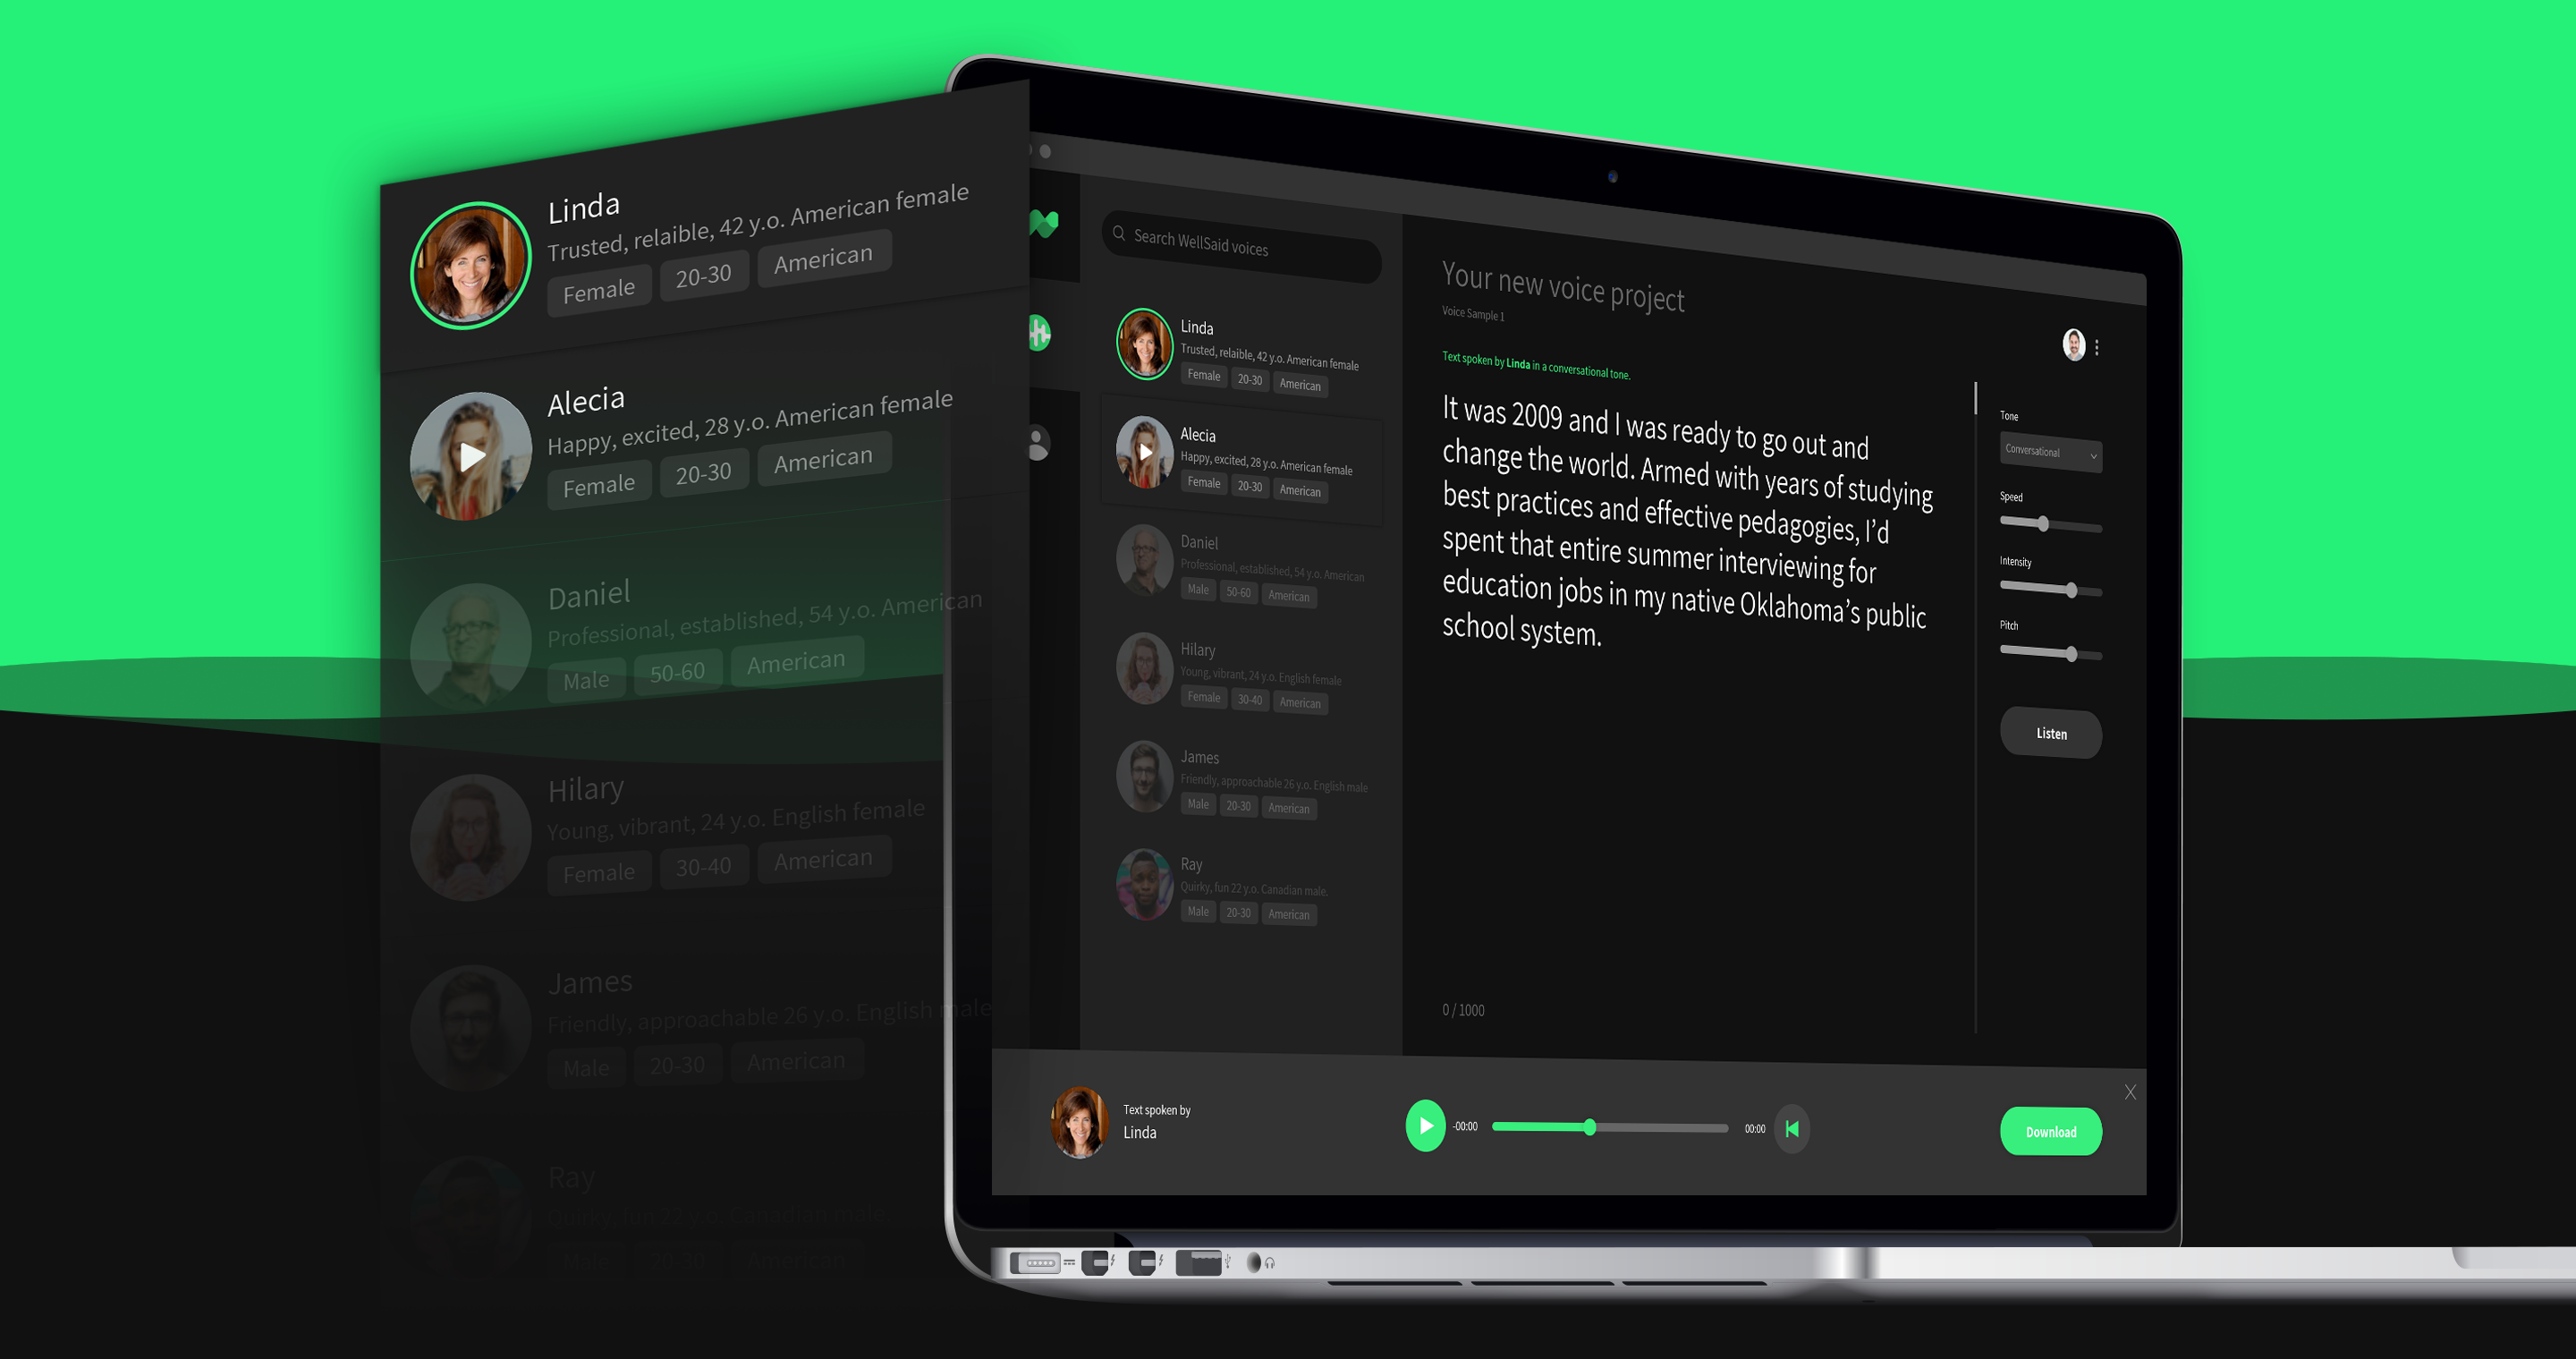 Linda
Trusted, relaible, 42 y.o. American female
Female 20-30 American
Alecia
Happy, excited, 28 y.o. American female
Female 20-30 American
Daniel
Professional, established, 54 y.o. American
Male 50-60 American
Hilary
Young, vibrant, 24 y.o. English female
Female 30-40 American
James
Friendly, approachable 26 y.o. English male
Male 20-30 American
Ray
Quirky, fun 22 y.o. Canadian male.
Male 20-30 American
Search WellSaid voices
Linda
Trusted, relaible, 42 y.o. American female
Female 20-30 American
Alecia
Happy, excited, 28 y.o. American female
Female 20-30 American
Daniel
Professional, established, 54 y.o. American
Male 50-60 American
Hilary
Young, vibrant, 24 y.o. English female
Female 30-40 American
James
Friendly, approachable 26 y.o. English male
Male 20-30 American
Ray
Quirky, fun 22 y.o. Canadian male.
Male 20-30 American
Your new voice project
Voice Sample 1
Text spoken by Linda in a conversational tone.
It was 2009 and I was ready to go out and
change the world. Armed with years of studying
best practices and effective pedagogies, I’d
spent that entire summer interviewing for
education jobs in my native Oklahoma’s public
school system.
0 / 1000
Tone
Conversational
Speed
Intensity
Pitch
Listen
Text spoken by
Linda
-00:00
00:00
Download
X